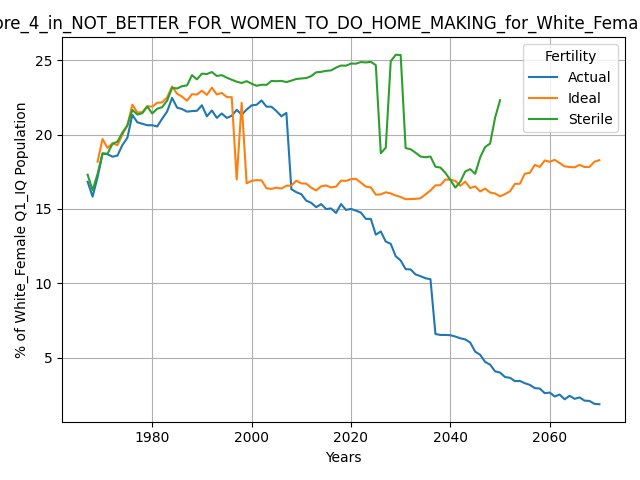 ore_4_in_NOT_BETTER_FOR_WOMEN_TO_DO_HOME_MAKING_for_White_Fema
% of White_Female Q1_IQ Population
25
20
15
10
5
Fertility
Actual
Ideal
Sterile
1980
2000
2020
2040
2060
Years